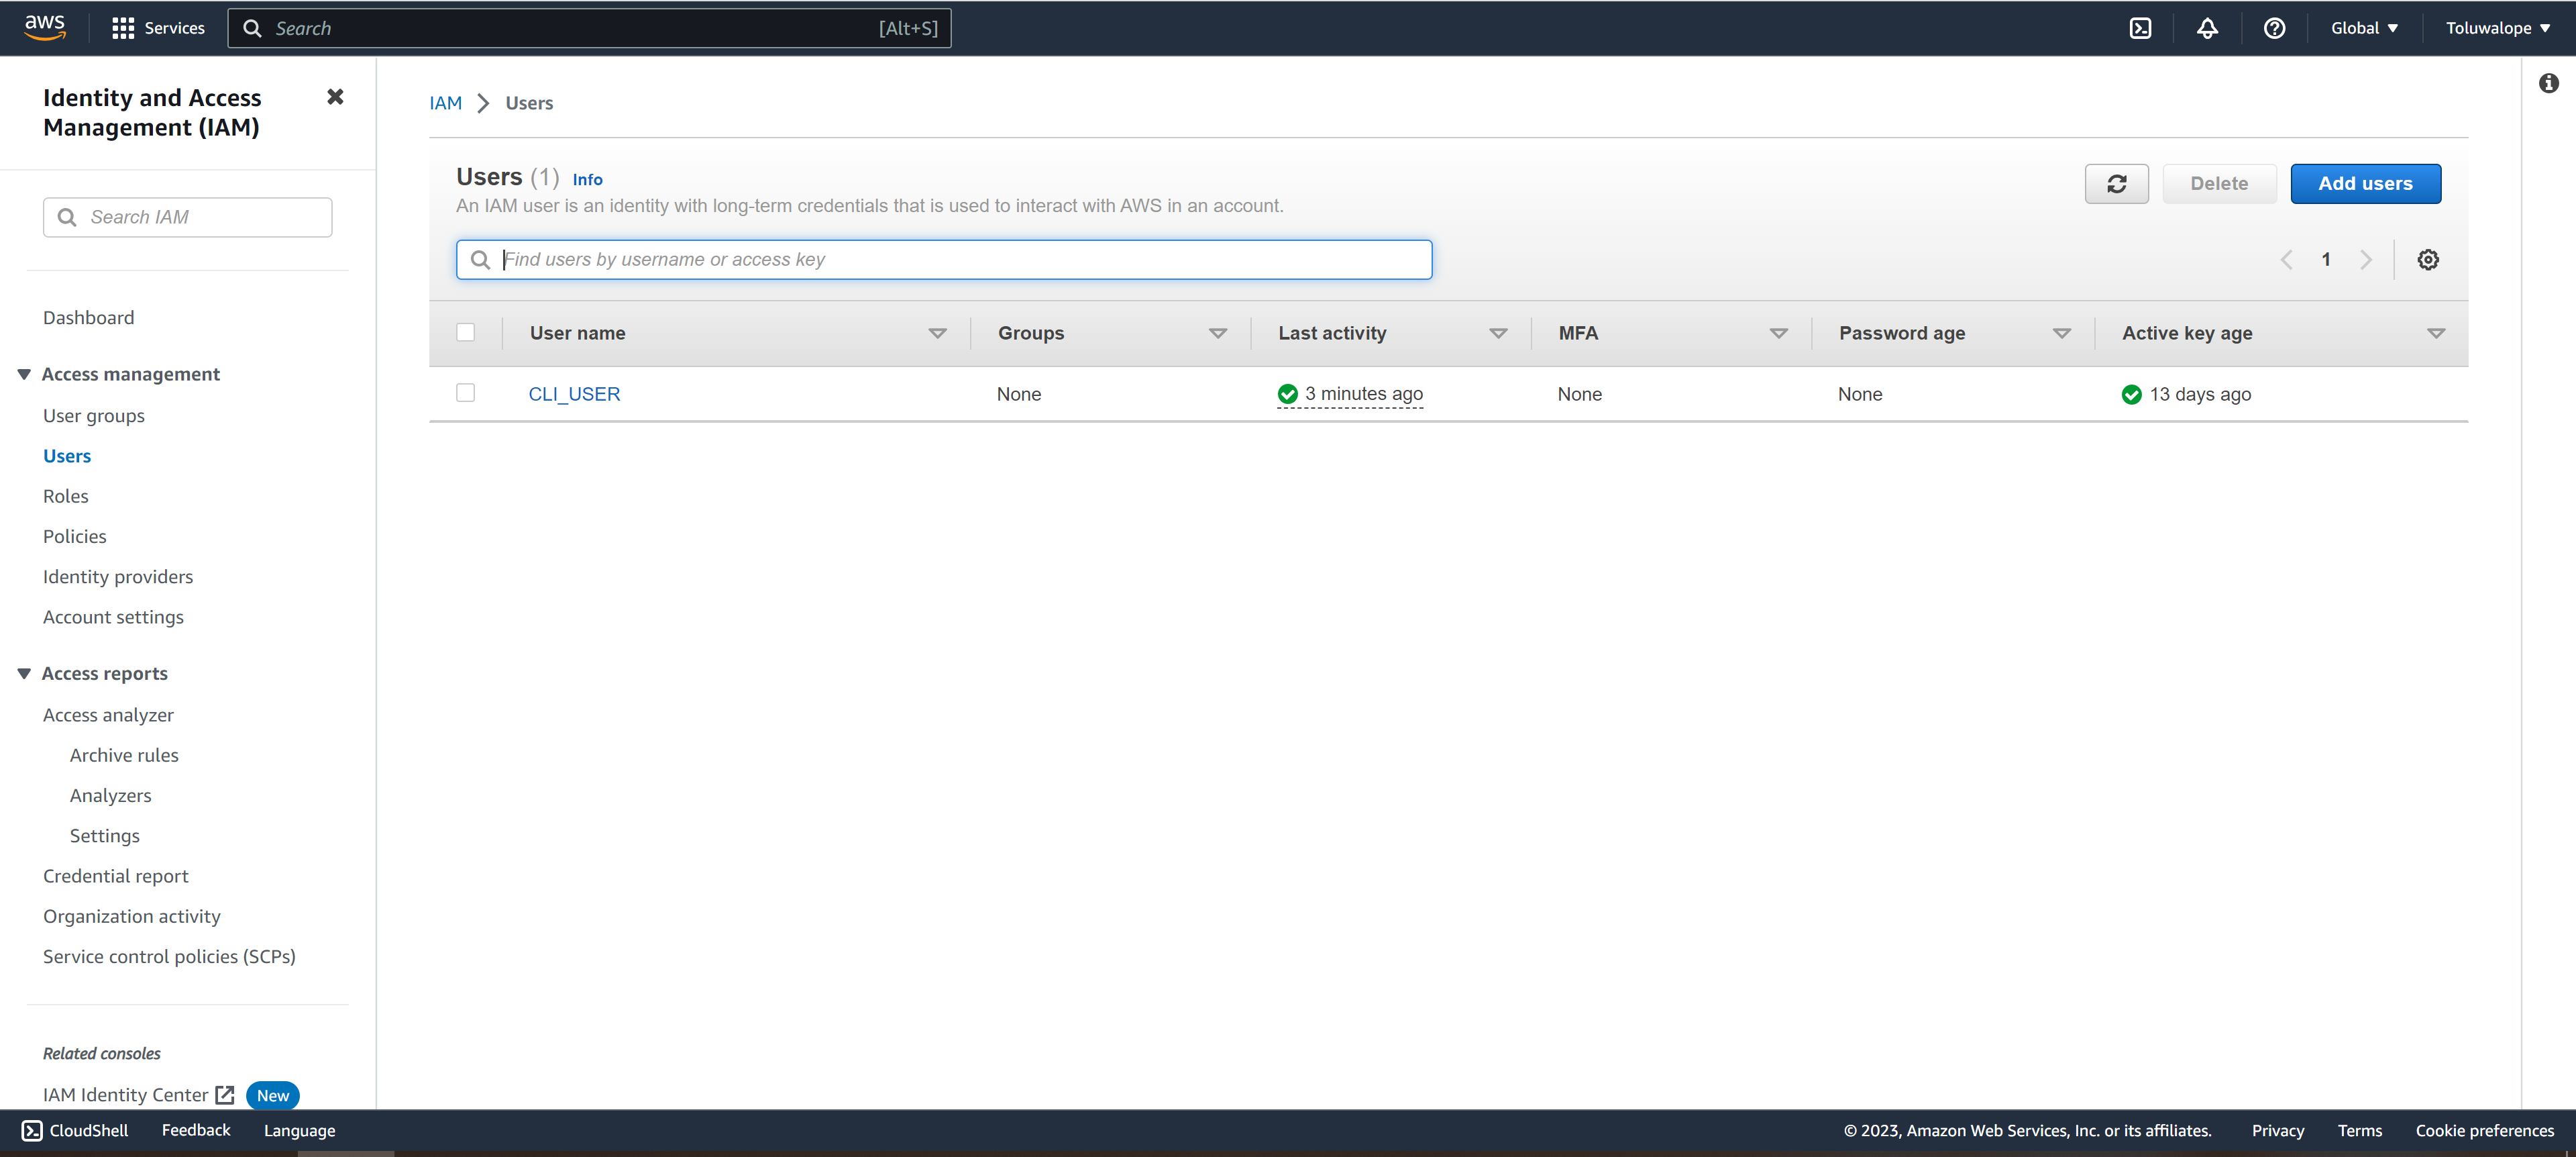 aws Services Search [Alt+S] Global Toluwalope
Identity and Access
Management (IAM)
Search IAM
Dashboard
Access management
User groups
Users
Roles
Policies
Identity providers
Account settings
Access reports
Access analyzer
Archive rules
Analyzers
Settings
Credential report
Organization activity
Service control policies (SCPs)
Related consoles
IAM Identity Center New
IAM Users
Users (1) Info
An IAM user is an identity with long-term credentials that is used to interact with AWS in an account.
Delete Add users
Find users by username or access key
1
User name Groups Last activity MFA Password age Active key age
CLI_USER None 3 minutes ago None None 13 days ago
CloudShell Feedback Language © 2023, Amazon Web Services, Inc. or its affiliates. Privacy Terms Cookie preferences